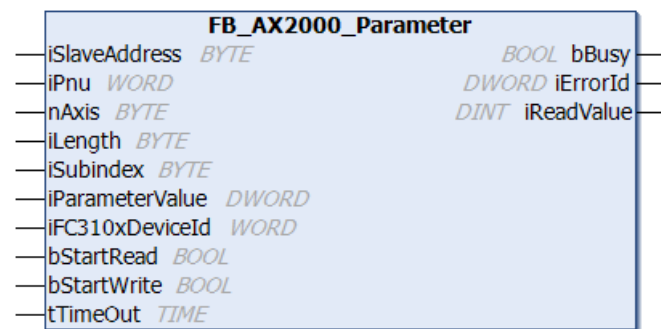 FB_AX2000_Parameter
iSlaveAddress BYTE BOOL bBusy
iPnu WORD DWORD iErrorId
nAxis BYTE DINT iReadValue
iLength BYTE
iSubindex BYTE
iParameterValue DWORD
iFC310xDeviceId WORD
bStartRead BOOL
bStartWrite BOOL
tTimeOut TIME